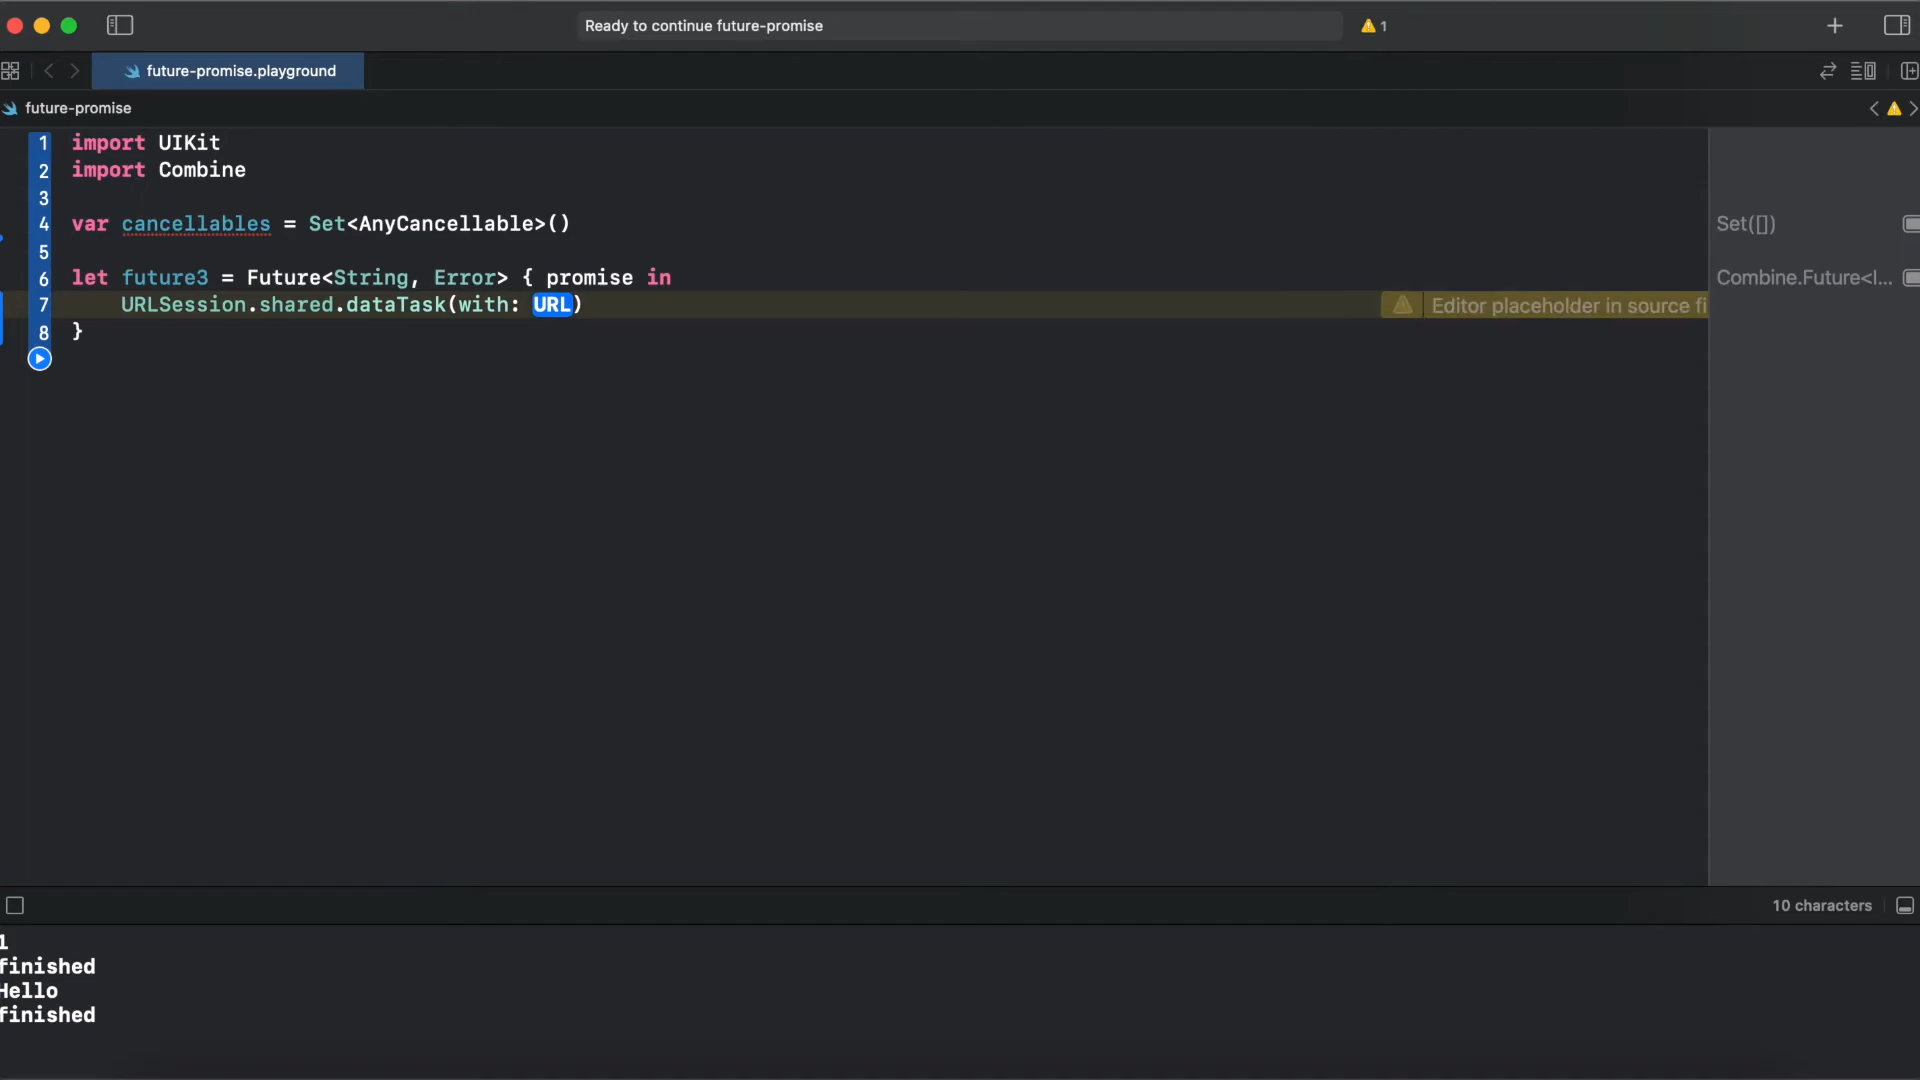 Ready to continue future-promise
1
future-promise.playground
future-promise
1 import UIKit
2 import Combine
3
4 var cancellables = Set<AnyCancellable>()
Set([])
5
6 let future3 = Future<String, Error> { promise in
Combine.Future<I...
7 URLSession.shared.dataTask(with: URL)
Editor placeholder in source fi
8 }
10 characters
1
finished
Hello
finished